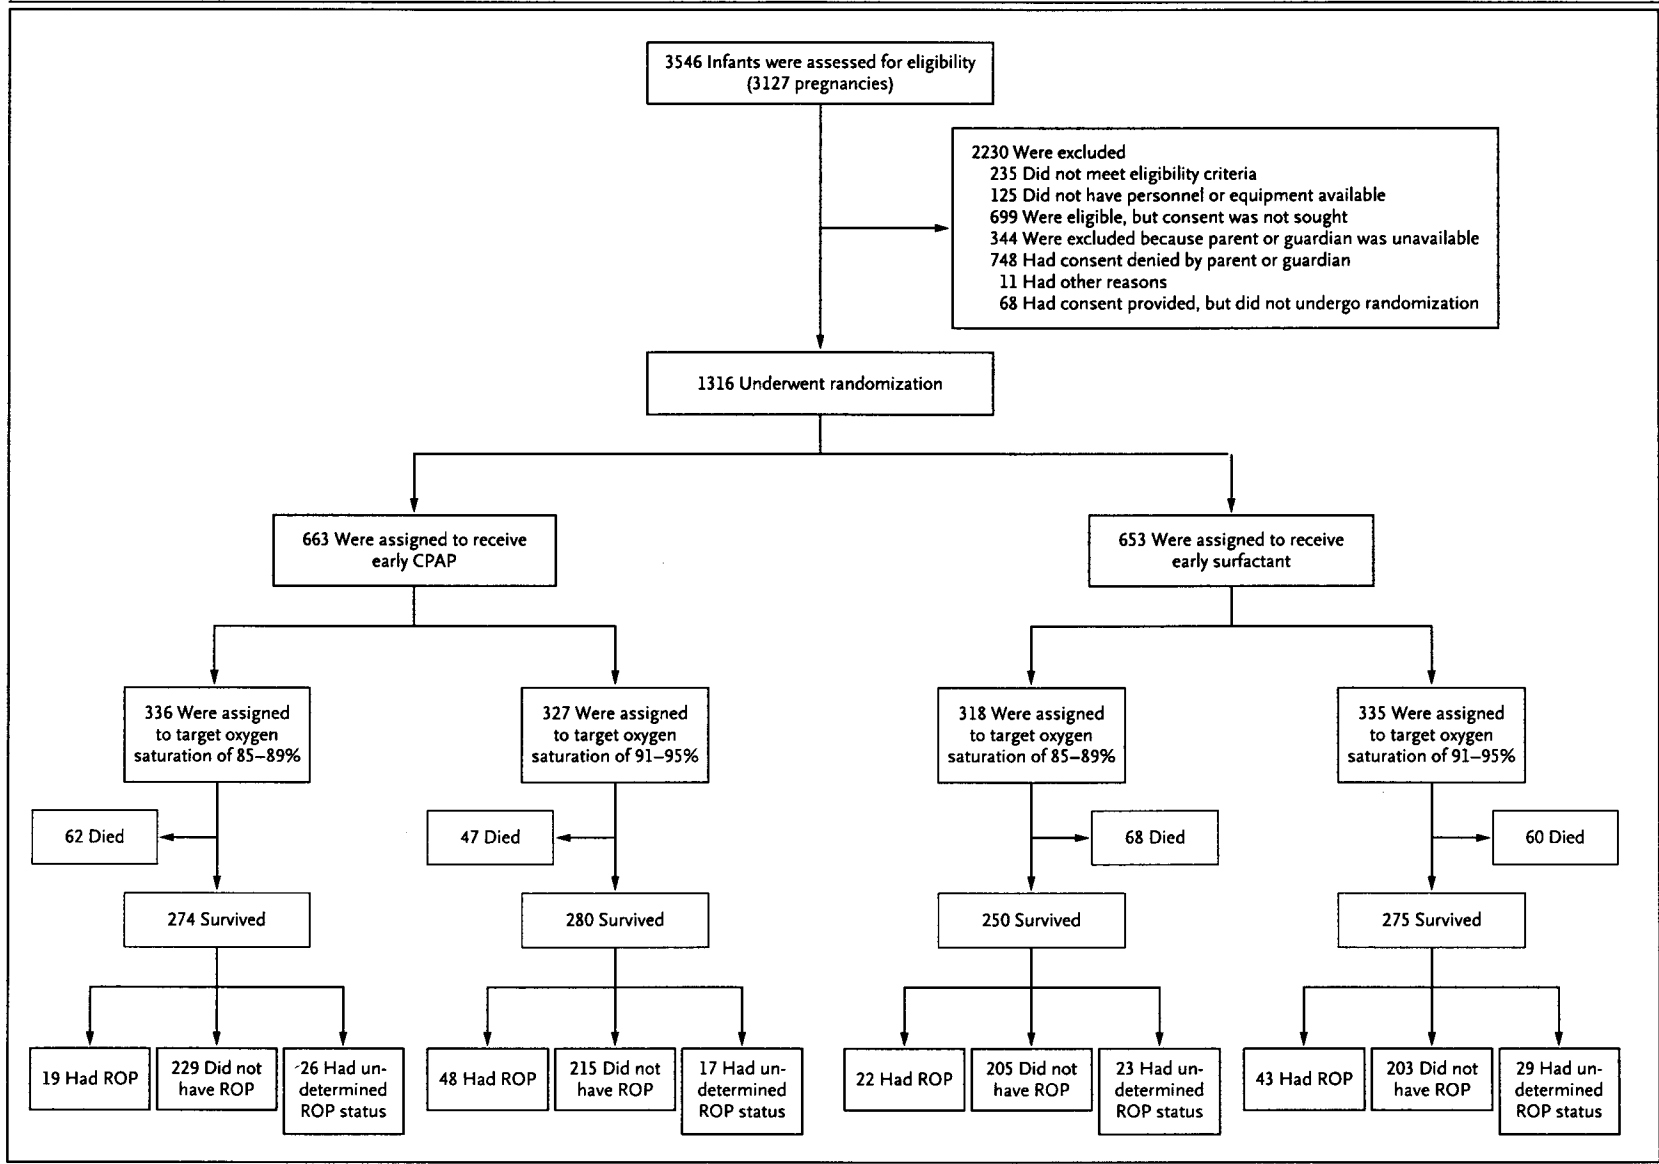 3546 Infants were assessed for eligibility
(3127 pregnancies)
2230 Were excluded
235 Did not meet eligibility criteria
125 Did not have personnel or equipment available
699 Were eligible, but consent was not sought
344 Were excluded because parent or guardian was unavailable
748 Had consent denied by parent or guardian
11 Had other reasons
68 Had consent provided, but did not undergo randomization
1316 Underwent randomization
663 Were assigned to receive
early CPAP
653 Were assigned to receive
early surfactant
336 Were assigned
to target oxygen
saturation of 85–89%
327 Were assigned
to target oxygen
saturation of 91–95%
318 Were assigned
to target oxygen
saturation of 85–89%
335 Were assigned
to target oxygen
saturation of 91–95%
62 Died
47 Died
68 Died
60 Died
274 Survived
280 Survived
250 Survived
275 Survived
19 Had ROP
229 Did not
have ROP
26 Had un-
determined
ROP status
48 Had ROP
215 Did not
have ROP
17 Had un-
determined
ROP status
22 Had ROP
205 Did not
have ROP
23 Had un-
determined
ROP status
43 Had ROP
203 Did not
have ROP
29 Had un-
determined
ROP status